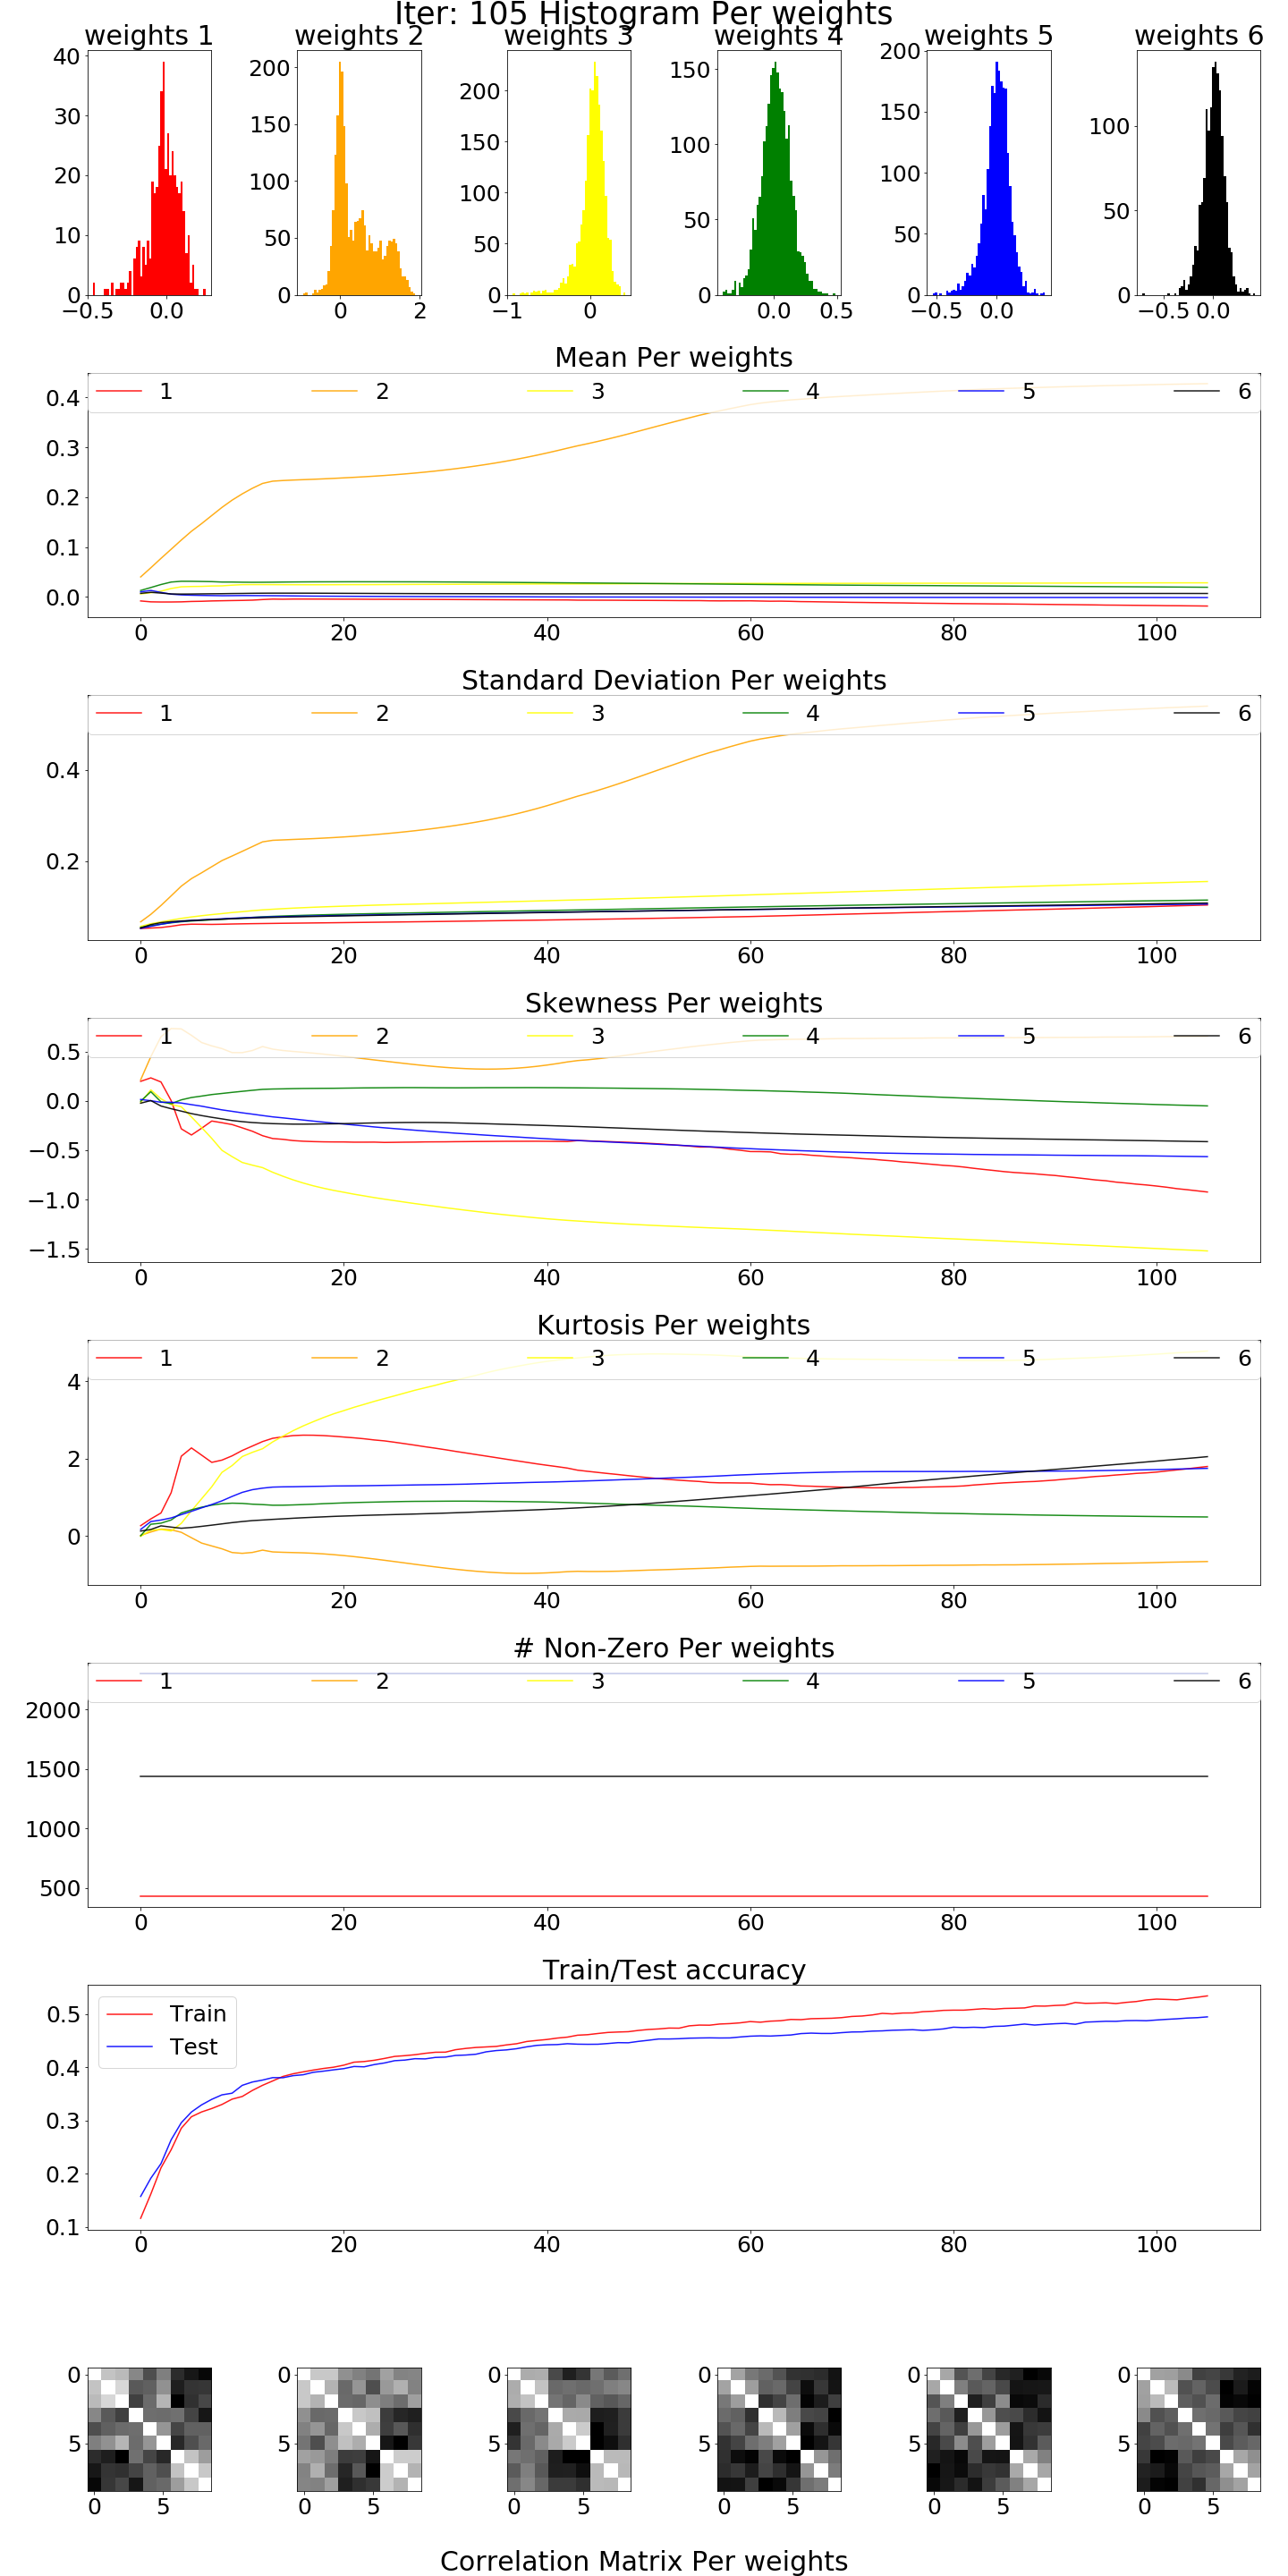 Iter: 105 Histogram Per weights
weights 1 weights 2 weights 3 weights 4 weights 5 weights 6
40 30 20 10 0
−0.5 0.0
200 150 100 50 0
0 2
200 150 100 50 0
−1 0
150 100 50 0
0.0 0.5
200 150 100 50 0
−0.5 0.0
100 50 0
−0.5 0.0
Mean Per weights
1 2 3 4 5 6
0.4
0.3
0.2
0.1
0.0
0 20 40 60 80 100
Standard Deviation Per weights
1 2 3 4 5 6
0.4
0.2
0 20 40 60 80 100
Skewness Per weights
1 2 3 4 5 6
0.5
0.0
−0.5
−1.0
−1.5
0 20 40 60 80 100
Kurtosis Per weights
1 2 3 4 5 6
4
2
0
0 20 40 60 80 100
# Non-Zero Per weights
1 2 3 4 5 6
2000
1500
1000
500
0 20 40 60 80 100
Train/Test accuracy
Train
Test
0.5
0.4
0.3
0.2
0.1
0 20 40 60 80 100
0 0 0 0 0 0
5 5 5 5 5 5
0 5 0 5 0 5 0 5 0 5 0 5
Correlation Matrix Per weights